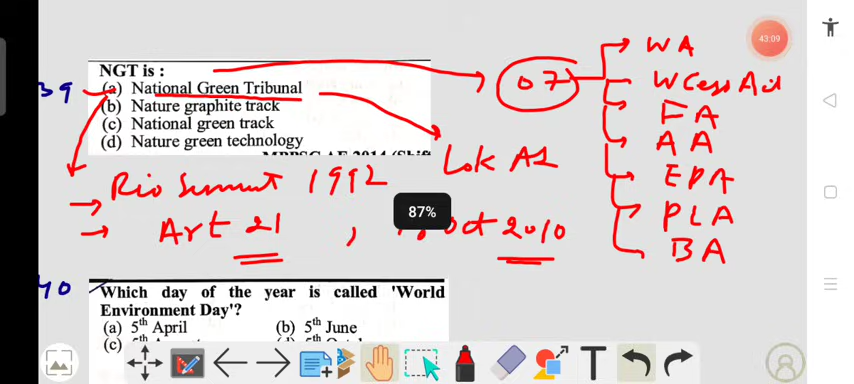 43:09
39
NGT is :
(a) National Green Tribunal
(b) Nature graphite track
(c) National green track
(d) Nature green technology
07
WA
W Cess Act
FA
AA
EPA
PLA
BA
Rio Summit 1992
Art 21 , Oct 2010
87%
40
Which day of the year is called 'World
Environment Day'?
(a) 5th April (b) 5th June
(c)
T